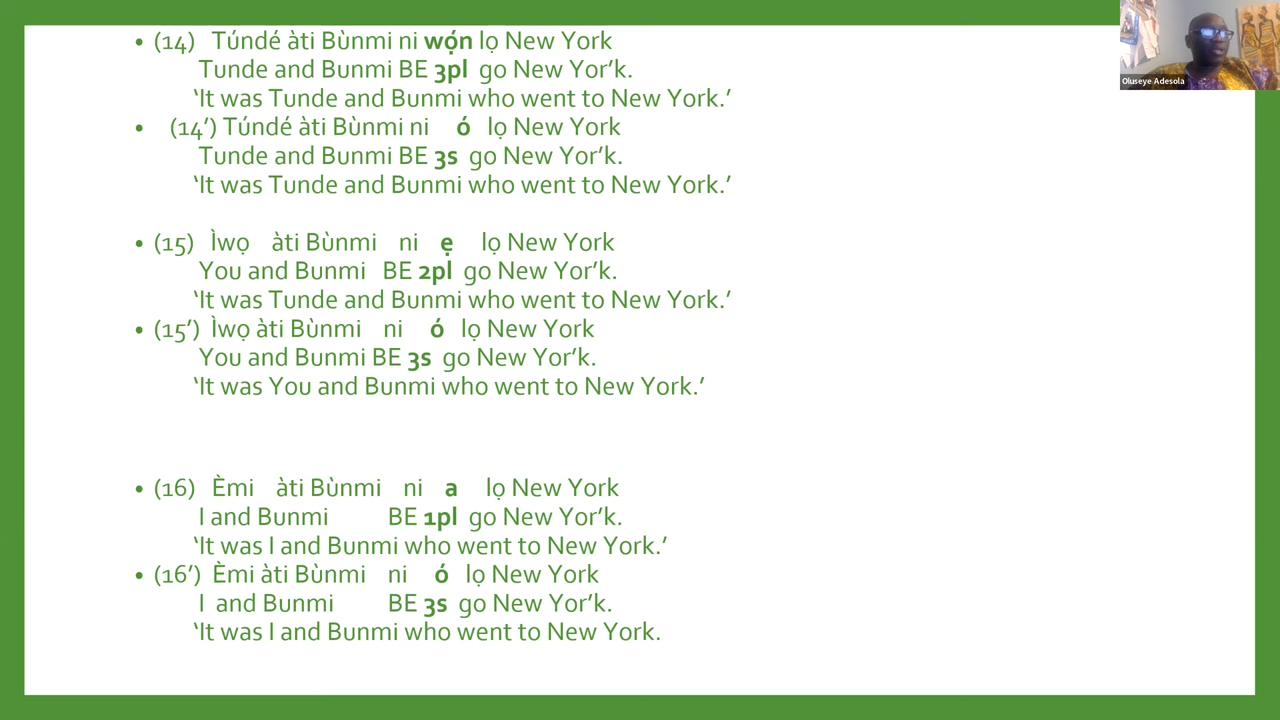 • (14) Túndé àti Bùnmi ni wọ́n lọ New York
Tunde and Bunmi BE 3pl go New Yor’k.
‘It was Tunde and Bunmi who went to New York.’
• (14’) Túndé àti Bùnmi ni ó lọ New York
Tunde and Bunmi BE 3s go New Yor’k.
‘It was Tunde and Bunmi who went to New York.’
• (15) Ìwọ àti Bùnmi ni ẹ lọ New York
You and Bunmi BE 2pl go New Yor’k.
‘It was Tunde and Bunmi who went to New York.’
• (15’) Ìwọ àti Bùnmi ni ó lọ New York
You and Bunmi BE 3s go New Yor’k.
‘It was You and Bunmi who went to New York.’
• (16) Èmi àti Bùnmi ni a lọ New York
I and Bunmi BE 1pl go New Yor’k.
‘It was I and Bunmi who went to New York.’
• (16’) Èmi àti Bùnmi ni ó lọ New York
I and Bunmi BE 3s go New Yor’k.
‘It was I and Bunmi who went to New York.
Oluseye Adesola